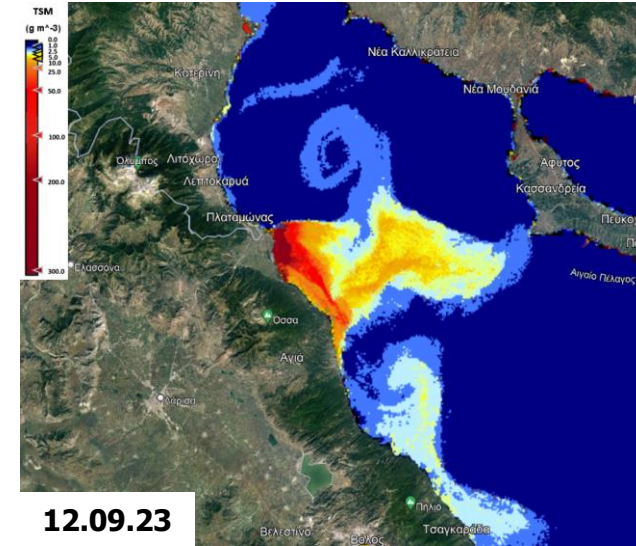 TSM
(g m^-3)
0.0
1.0
2.5
5.0
10.0
25.0
50.0
100.0
200.0
300.0
Κατερίνη
Νέα Καλλικράτεια
Νέα Μουδανιά
Όλυμπος
Λιτόχωρο
Λεπτοκαρυά
Άφυτος
Κασσανδρεία
Πλαταμώνας
Πευκοχ
Ελασσόνα
Αιγαίο Πέλαγος
Όσσα
Αγιά
Λάρισα
Πήλιο
Τσαγκαράδα
Βελεστίνο
Βόλος
12.09.23